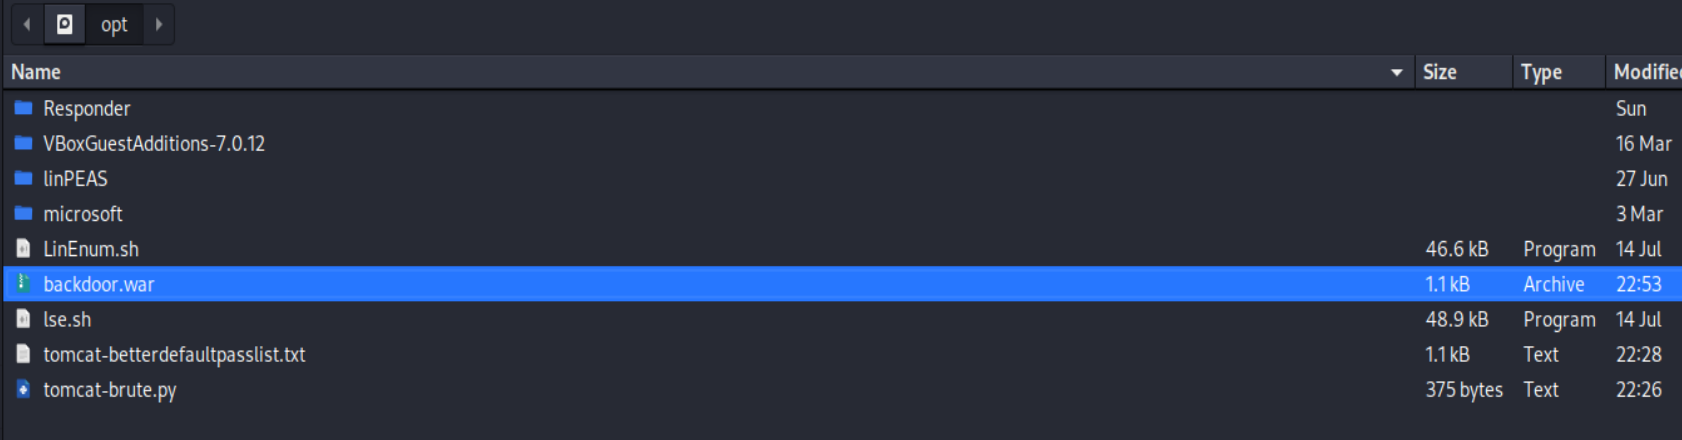 opt
Name Size Type Modified
Responder Sun
VBoxGuestAdditions-7.0.12 16 Mar
linPEAS 27 Jun
microsoft 3 Mar
LinEnum.sh 46.6 kB Program 14 Jul
backdoor.war 1.1 kB Archive 22:53
lse.sh 48.9 kB Program 14 Jul
tomcat-betterdefaultpasslist.txt 1.1 kB Text 22:28
tomcat-brute.py 375 bytes Text 22:26